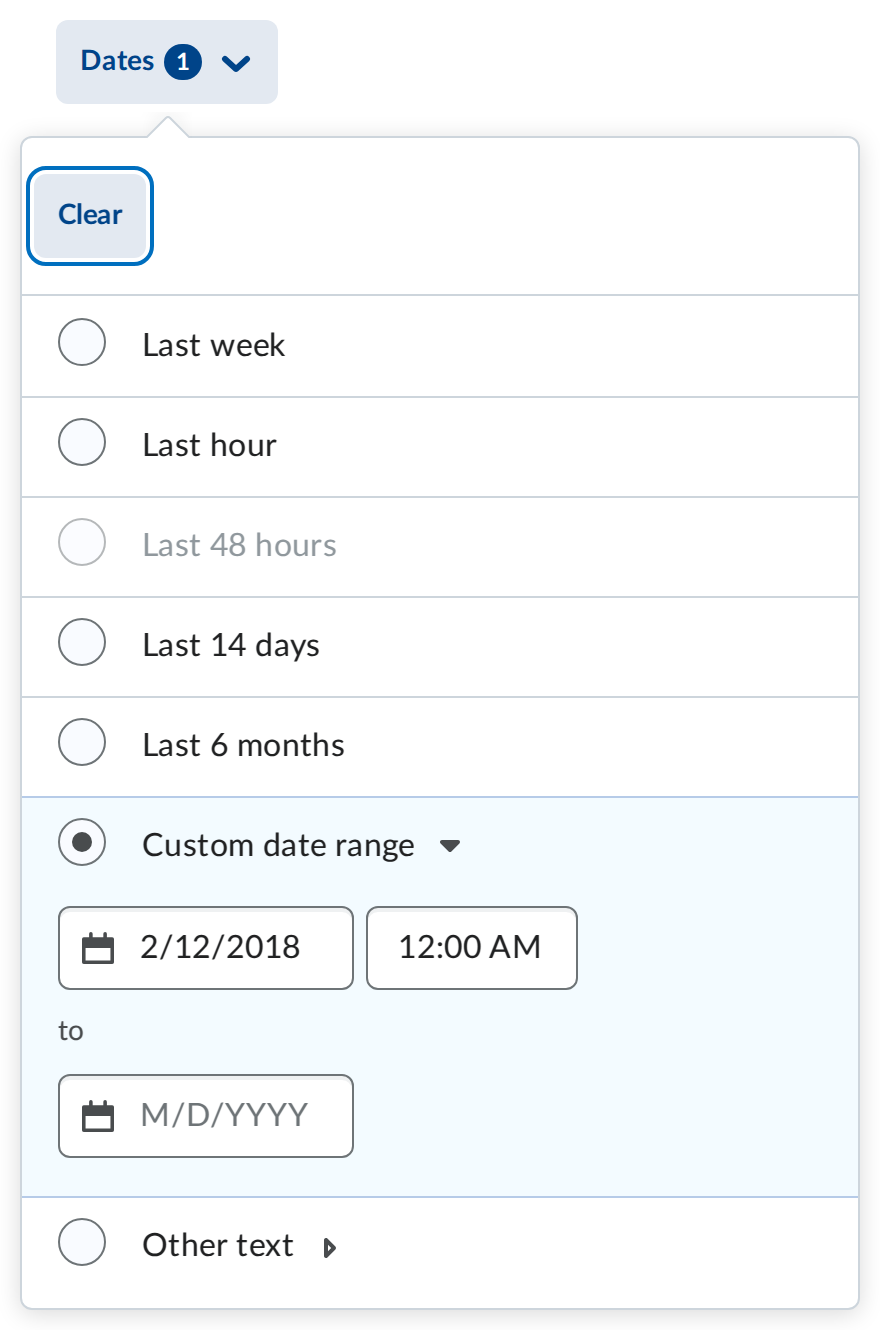 Dates 1
Clear
Last week
Last hour
Last 48 hours
Last 14 days
Last 6 months
Custom date range
2/12/2018 12:00 AM
to
M/D/YYYY
Other text